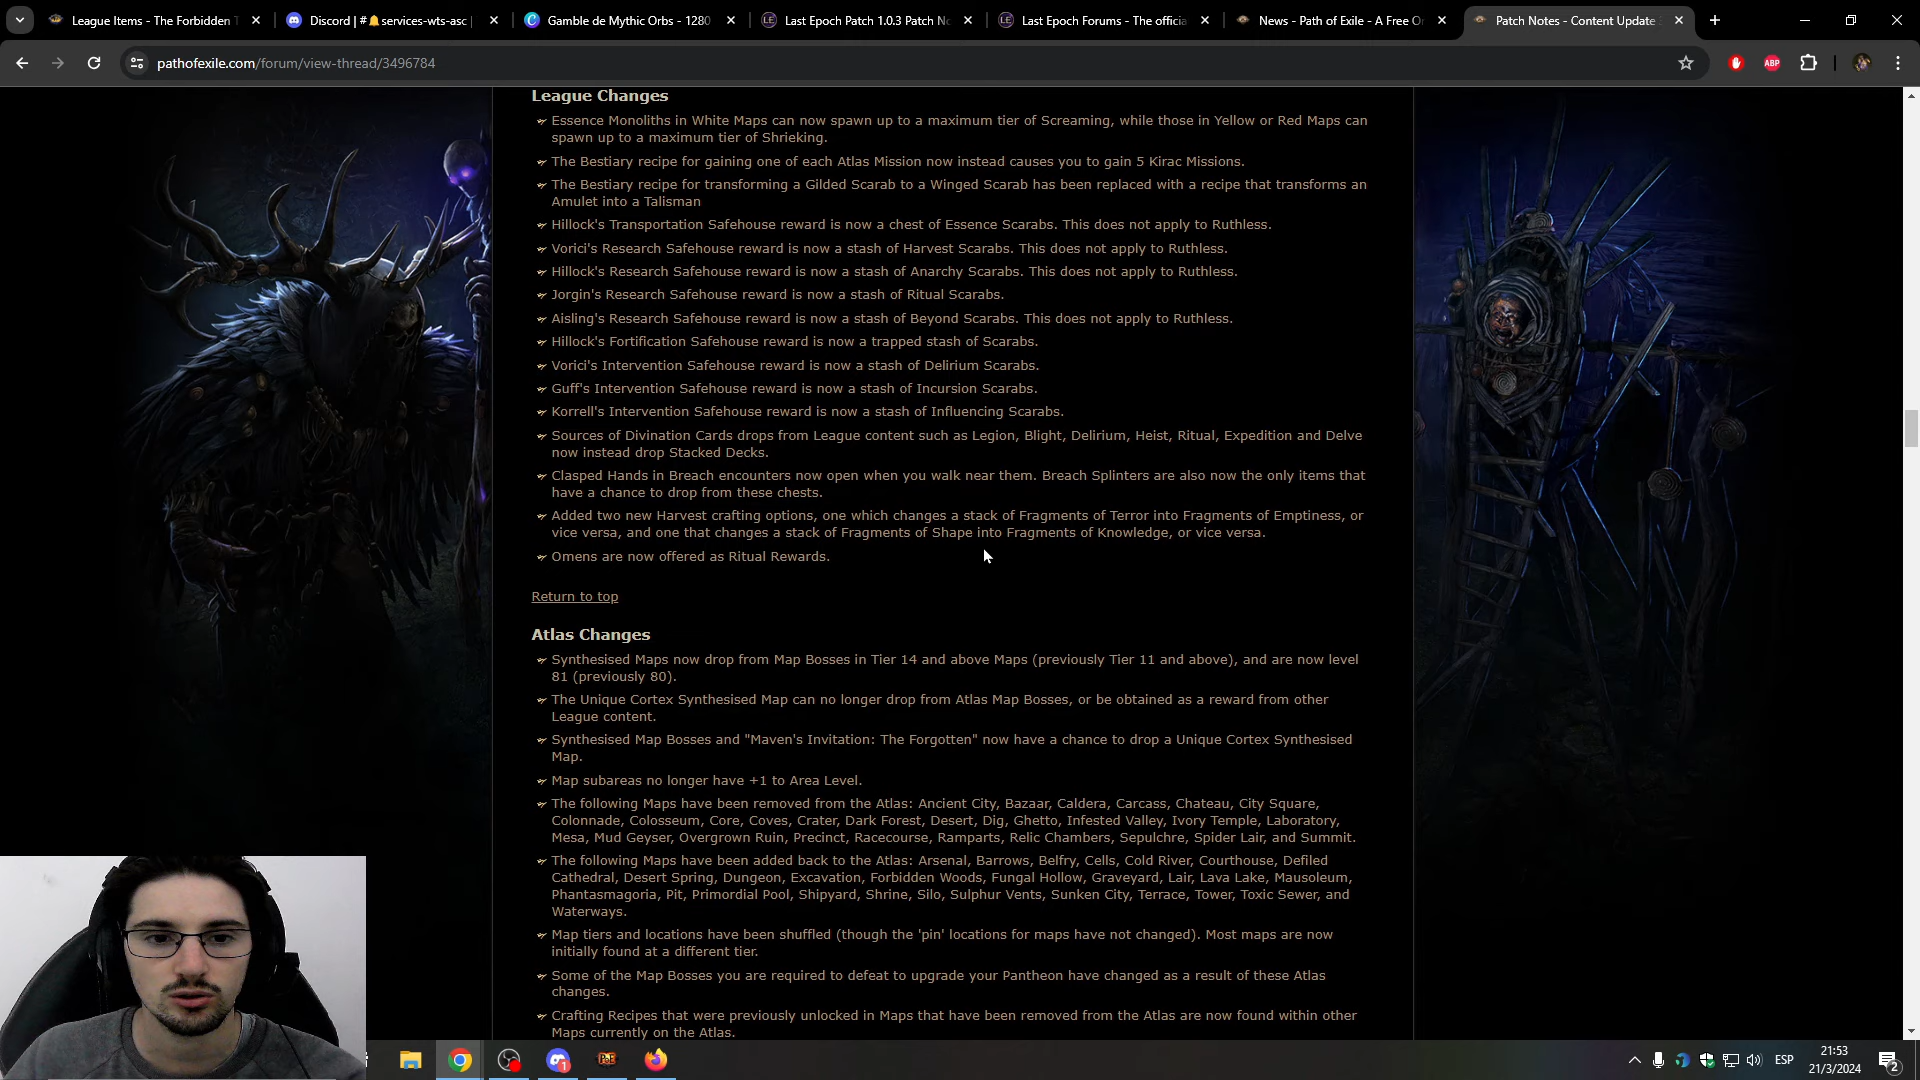 League Items - The Forbidden T
Discord | #🔔services-wts-asc |
Gamble de Mythic Orbs - 1280
Last Epoch Patch 1.0.3 Patch No
Last Epoch Forums - The officia
News - Path of Exile - A Free On
Patch Notes - Content Update
pathofexile.com/forum/view-thread/3496784
ABP
League Changes
Essence Monoliths in White Maps can now spawn up to a maximum tier of Screaming, while those in Yellow or Red Maps can
spawn up to a maximum tier of Shrieking.
The Bestiary recipe for gaining one of each Atlas Mission now instead causes you to gain 5 Kirac Missions.
The Bestiary recipe for transforming a Gilded Scarab to a Winged Scarab has been replaced with a recipe that transforms an
Amulet into a Talisman
Hillock's Transportation Safehouse reward is now a chest of Essence Scarabs. This does not apply to Ruthless.
Vorici's Research Safehouse reward is now a stash of Harvest Scarabs. This does not apply to Ruthless.
Hillock's Research Safehouse reward is now a stash of Anarchy Scarabs. This does not apply to Ruthless.
Jorgin's Research Safehouse reward is now a stash of Ritual Scarabs.
Aisling's Research Safehouse reward is now a stash of Beyond Scarabs. This does not apply to Ruthless.
Hillock's Fortification Safehouse reward is now a trapped stash of Scarabs.
Vorici's Intervention Safehouse reward is now a stash of Delirium Scarabs.
Guff's Intervention Safehouse reward is now a stash of Incursion Scarabs.
Korrell's Intervention Safehouse reward is now a stash of Influencing Scarabs.
Sources of Divination Cards drops from League content such as Legion, Blight, Delirium, Heist, Ritual, Expedition and Delve
now instead drop Stacked Decks.
Clasped Hands in Breach encounters now open when you walk near them. Breach Splinters are also now the only items that
have a chance to drop from these chests.
Added two new Harvest crafting options, one which changes a stack of Fragments of Terror into Fragments of Emptiness, or
vice versa, and one that changes a stack of Fragments of Shape into Fragments of Knowledge, or vice versa.
Omens are now offered as Ritual Rewards.
Return to top
Atlas Changes
Synthesised Maps now drop from Map Bosses in Tier 14 and above Maps (previously Tier 11 and above), and are now level
81 (previously 80).
The Unique Cortex Synthesised Map can no longer drop from Atlas Map Bosses, or be obtained as a reward from other
League content.
Synthesised Map Bosses and "Maven's Invitation: The Forgotten" now have a chance to drop a Unique Cortex Synthesised
Map.
Map subareas no longer have +1 to Area Level.
The following Maps have been removed from the Atlas: Ancient City, Bazaar, Caldera, Carcass, Chateau, City Square,
Colonnade, Colosseum, Core, Coves, Crater, Dark Forest, Desert, Dig, Ghetto, Infested Valley, Ivory Temple, Laboratory,
Mesa, Mud Geyser, Overgrown Ruin, Precinct, Racecourse, Ramparts, Relic Chambers, Sepulchre, Spider Lair, and Summit.
The following Maps have been added back to the Atlas: Arsenal, Barrows, Belfry, Cells, Cold River, Courthouse, Defiled
Cathedral, Desert Spring, Dungeon, Excavation, Forbidden Woods, Fungal Hollow, Graveyard, Lair, Lava Lake, Mausoleum,
Phantasmagoria, Pit, Primordial Pool, Shipyard, Shrine, Silo, Sulphur Vents, Sunken City, Terrace, Tower, Toxic Sewer, and
Waterways.
Map tiers and locations have been shuffled (though the 'pin' locations for maps have not changed). Most maps are now
initially found at a different tier.
Some of the Map Bosses you are required to defeat to upgrade your Pantheon have changed as a result of these Atlas
changes.
Crafting Recipes that were previously unlocked in Maps that have been removed from the Atlas are now found within other
Maps currently on the Atlas.
ESP
21:53
21/3/2024
2